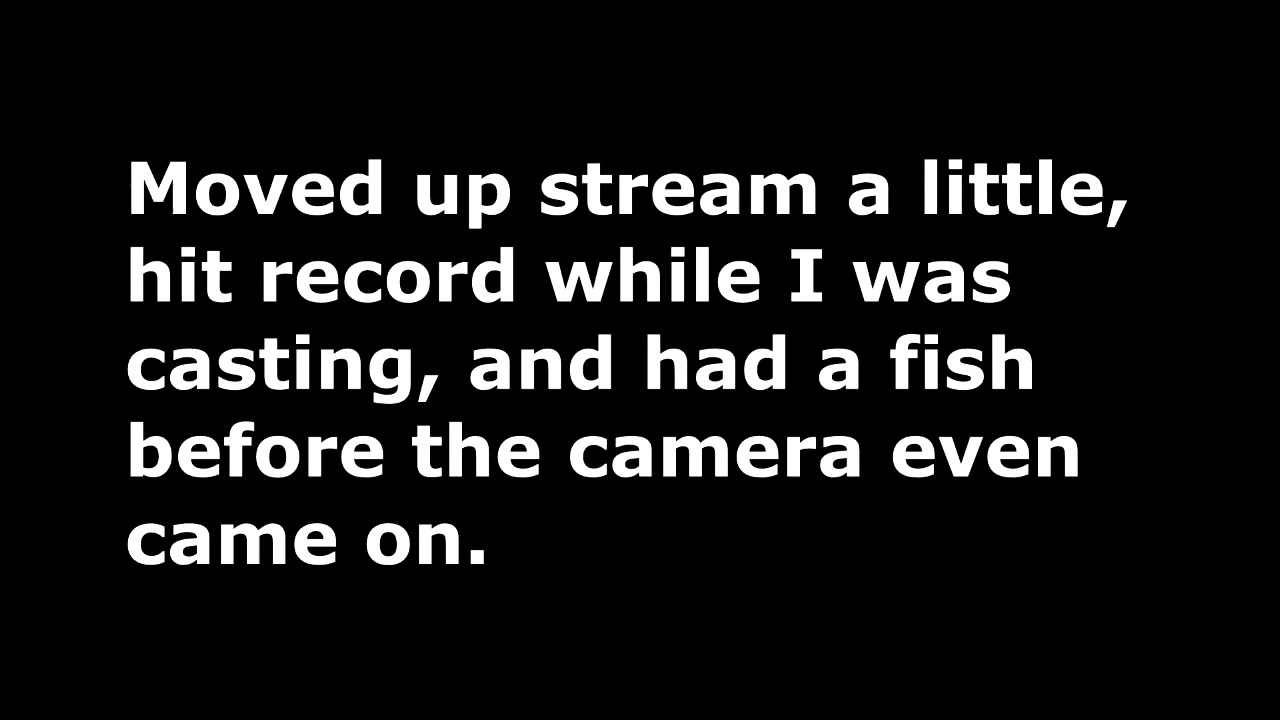 Moved up stream a little,
hit record while I was
casting, and had a fish
before the camera even
came on.